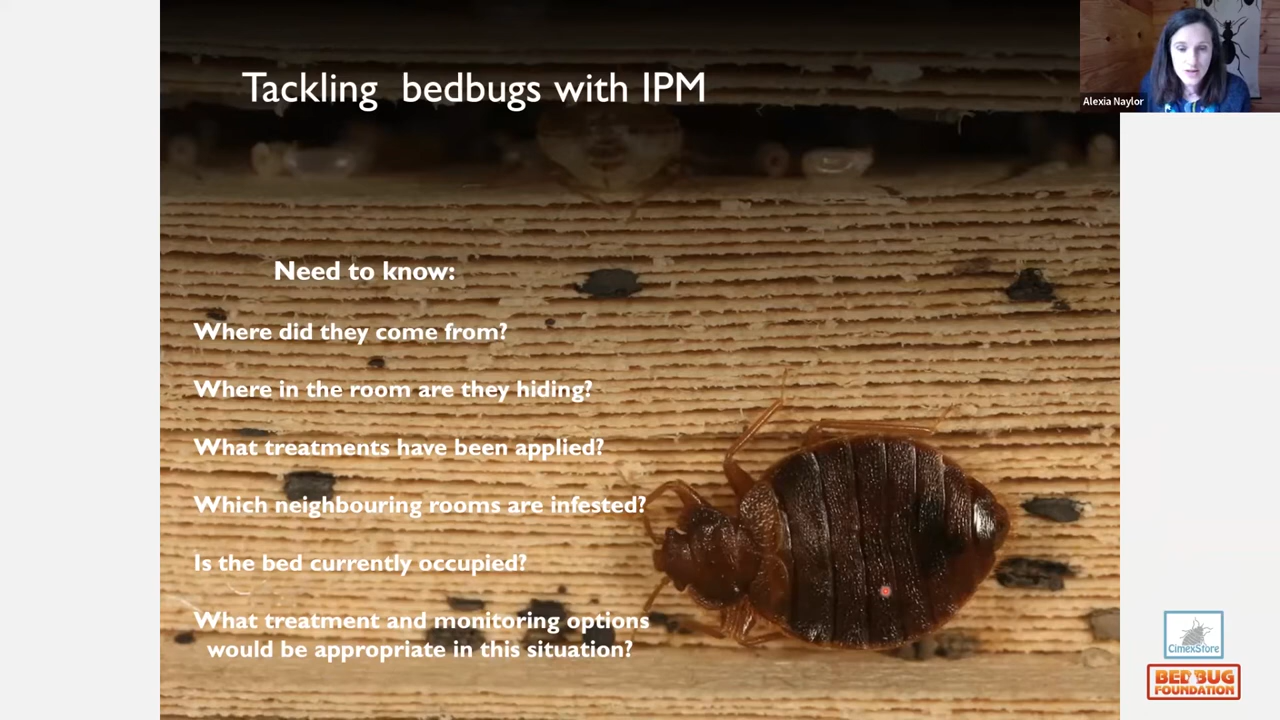 Tackling bedbugs with IPM
Alexia Naylor
Need to know:
Where did they come from?
Where in the room are they hiding?
What treatments have been applied?
Which neighbouring rooms are infested?
Is the bed currently occupied?
What treatment and monitoring options
would be appropriate in this situation?
CimexStore
BED BUG
FOUNDATION